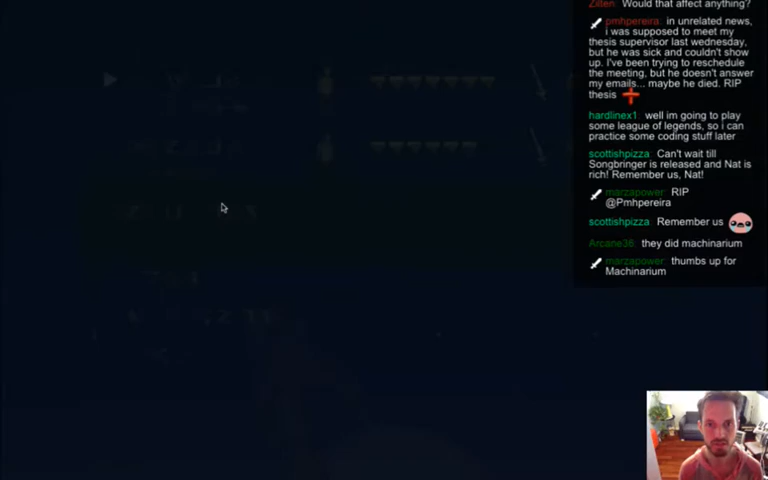 Zilten Would that affect anything?
pmhpereira: in unrelated news,
i was supposed to meet my
thesis supervisor last wednesday,
but he was sick and couldn't show
up. I've been trying to reschedule
the meeting, but he doesn't answer
my emails... maybe he died. RIP
thesis
hardlinex1 well im going to play
some league of legends, so i can
practice some coding stuff later
scottishpizza Can't wait till
Songbringer is released and Nat is
rich! Remember us, Nat!
marzapower: RIP
@Pmhpereira
scottishpizza Remember us
Arcane36 they did machinarium
marzapower: thumbs up for
Machinarium